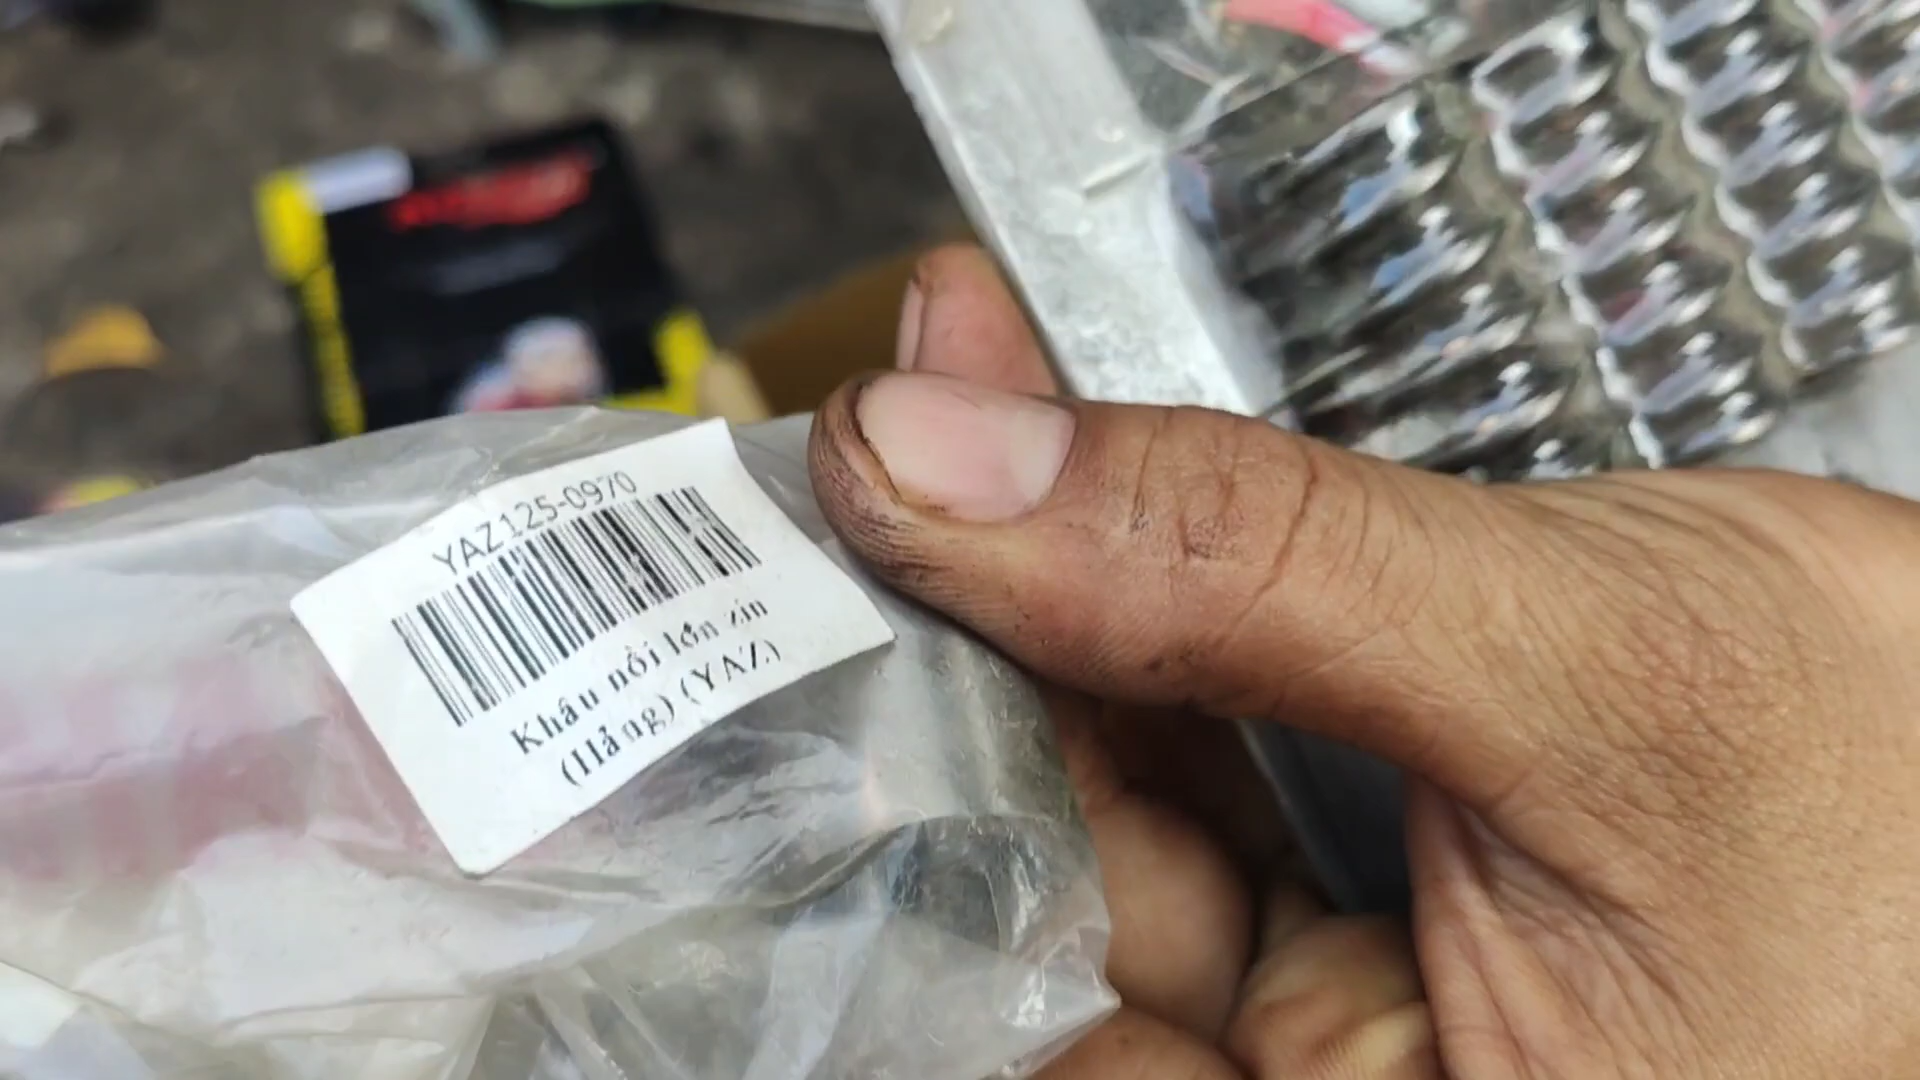 YAZ125-0970
Khâu nối lớn zin
(Hãng) (YAZ)